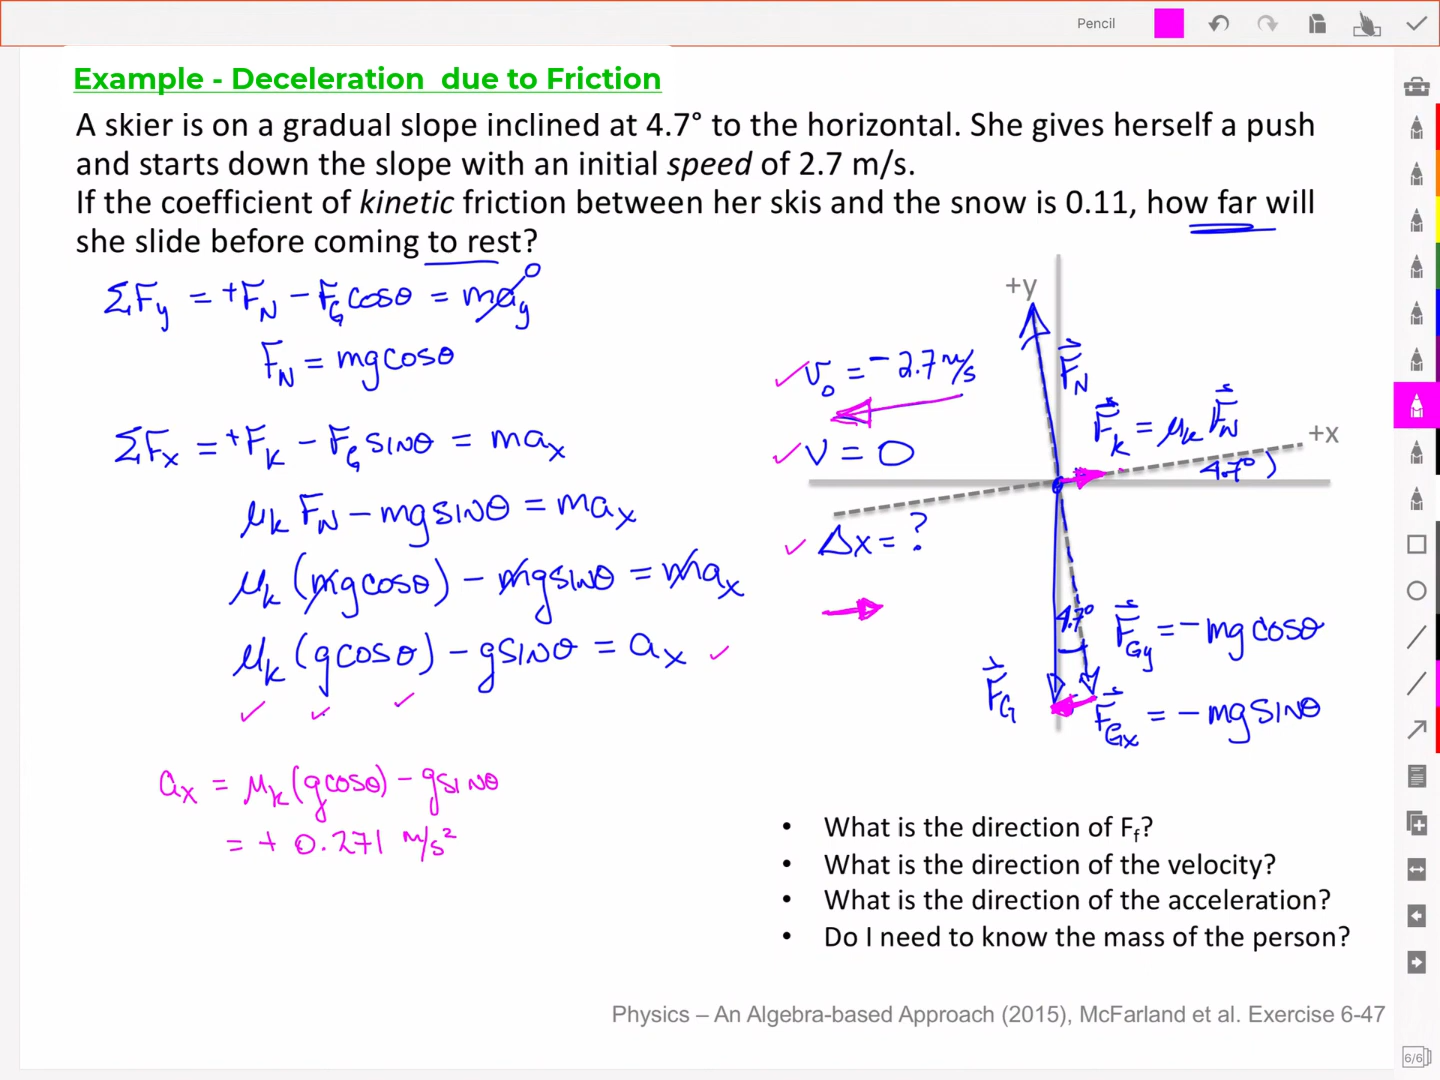 Pencil
Example - Deceleration due to Friction
A skier is on a gradual slope inclined at 4.7° to the horizontal. She gives herself a push
and starts down the slope with an initial speed of 2.7 m/s.
If the coefficient of kinetic friction between her skis and the snow is 0.11, how far will
she slide before coming to rest?
ΣFy = +FN − FG cosθ = may 0
FN = mg cosθ
ΣFx = +Fk − FG sinθ = max
μk FN − mg sinθ = max
μk (mg cosθ) − mg sinθ = max
μk (g cosθ) − g sinθ = ax
ax = μk (g cosθ) − g sinθ
= + 0.271 m/s²
+y
v0 = −2.7 m/s
FN
Fk = μk FN
+x
4.7°
v = 0
Δx = ?
4.7°
FGy = −mg cosθ
FG
FGx = −mg sinθ
• What is the direction of Ff?
• What is the direction of the velocity?
• What is the direction of the acceleration?
• Do I need to know the mass of the person?
Physics – An Algebra-based Approach (2015), McFarland et al. Exercise 6-47
6/6